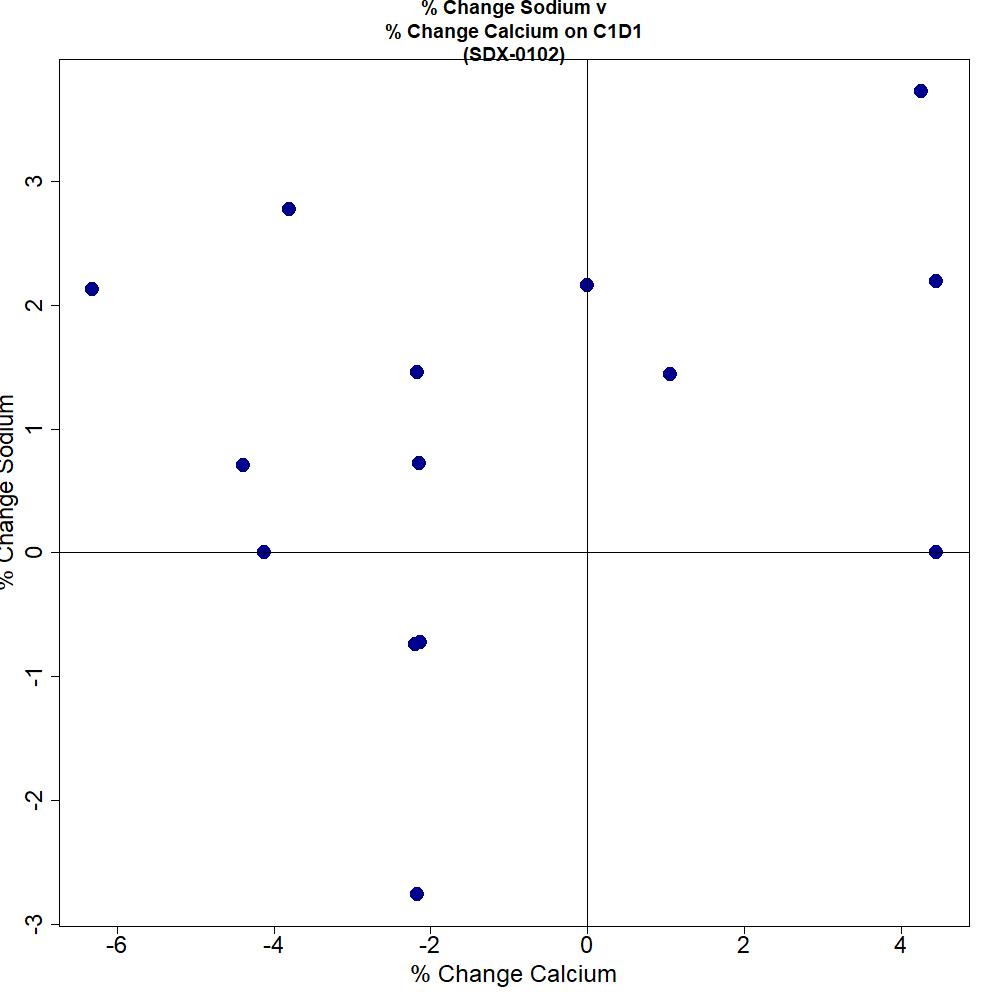 % Change Sodium v
% Change Calcium on C1D1
(SDX-0102)
% Change Sodium
3
2
1
0
-1
-2
-3
-6
-4
-2
0
2
4
% Change Calcium